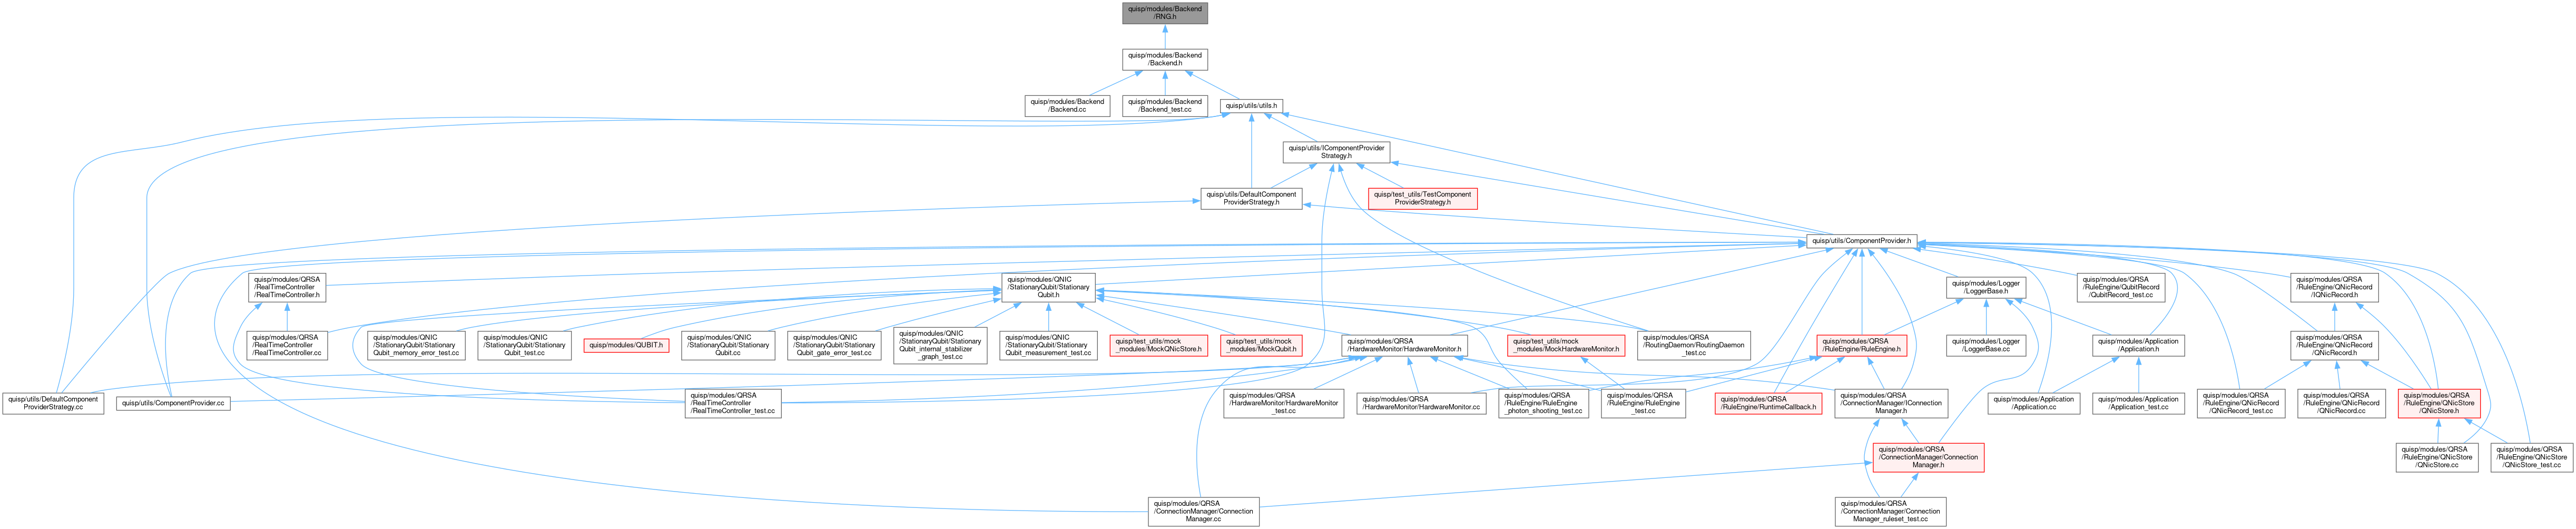 quisp/modules/Backend
/RNG.h
quisp/modules/Backend
/Backend.h
quisp/modules/Backend
/Backend.cc
quisp/modules/Backend
/Backend_test.cc
quisp/utils/utils.h
quisp/utils/IComponentProvider
Strategy.h
quisp/utils/DefaultComponent
ProviderStrategy.h
quisp/test_utils/TestComponent
ProviderStrategy.h
quisp/utils/ComponentProvider.h
quisp/modules/QRSA
/RealTimeController
/RealTimeController.h
quisp/modules/QNIC
/StationaryQubit/Stationary
Qubit.h
quisp/modules/Logger
/LoggerBase.h
quisp/modules/QRSA
/RuleEngine/QubitRecord
/QubitRecord_test.cc
quisp/modules/QRSA
/RuleEngine/QNicRecord
/IQNicRecord.h
quisp/modules/QRSA
/RealTimeController
/RealTimeController.cc
quisp/modules/QNIC
/StationaryQubit/Stationary
Qubit_memory_error_test.cc
quisp/modules/QNIC
/StationaryQubit/Stationary
Qubit_test.cc
quisp/modules/QUBIT.h
quisp/modules/QNIC
/StationaryQubit/Stationary
Qubit.cc
quisp/modules/QNIC
/StationaryQubit/Stationary
Qubit_gate_error_test.cc
quisp/modules/QNIC
/StationaryQubit/Stationary
Qubit_internal_stabilizer
_graph_test.cc
quisp/modules/QNIC
/StationaryQubit/Stationary
Qubit_measurement_test.cc
quisp/test_utils/mock
_modules/MockQNicStore.h
quisp/test_utils/mock
_modules/MockQubit.h
quisp/modules/QRSA
/HardwareMonitor/HardwareMonitor.h
quisp/test_utils/mock
_modules/MockHardwareMonitor.h
quisp/modules/QRSA
/RoutingDaemon/RoutingDaemon
_test.cc
quisp/modules/QRSA
/RuleEngine/RuleEngine.h
quisp/modules/Logger
/LoggerBase.cc
quisp/modules/Application
/Application.h
quisp/modules/QRSA
/RuleEngine/QNicRecord
/QNicRecord.h
quisp/utils/DefaultComponent
ProviderStrategy.cc
quisp/utils/ComponentProvider.cc
quisp/modules/QRSA
/RealTimeController
/RealTimeController_test.cc
quisp/modules/QRSA
/HardwareMonitor/HardwareMonitor
_test.cc
quisp/modules/QRSA
/HardwareMonitor/HardwareMonitor.cc
quisp/modules/QRSA
/RuleEngine/RuleEngine
_photon_shooting_test.cc
quisp/modules/QRSA
/RuleEngine/RuleEngine
_test.cc
quisp/modules/QRSA
/RuleEngine/RuntimeCallback.h
quisp/modules/QRSA
/ConnectionManager/IConnection
Manager.h
quisp/modules/Application
/Application.cc
quisp/modules/Application
/Application_test.cc
quisp/modules/QRSA
/RuleEngine/QNicRecord
/QNicRecord_test.cc
quisp/modules/QRSA
/RuleEngine/QNicRecord
/QNicRecord.cc
quisp/modules/QRSA
/RuleEngine/QNicStore
/QNicStore.h
quisp/modules/QRSA
/ConnectionManager/Connection
Manager.h
quisp/modules/QRSA
/RuleEngine/QNicStore
/QNicStore.cc
quisp/modules/QRSA
/RuleEngine/QNicStore
/QNicStore_test.cc
quisp/modules/QRSA
/ConnectionManager/Connection
Manager.cc
quisp/modules/QRSA
/ConnectionManager/Connection
Manager_ruleset_test.cc